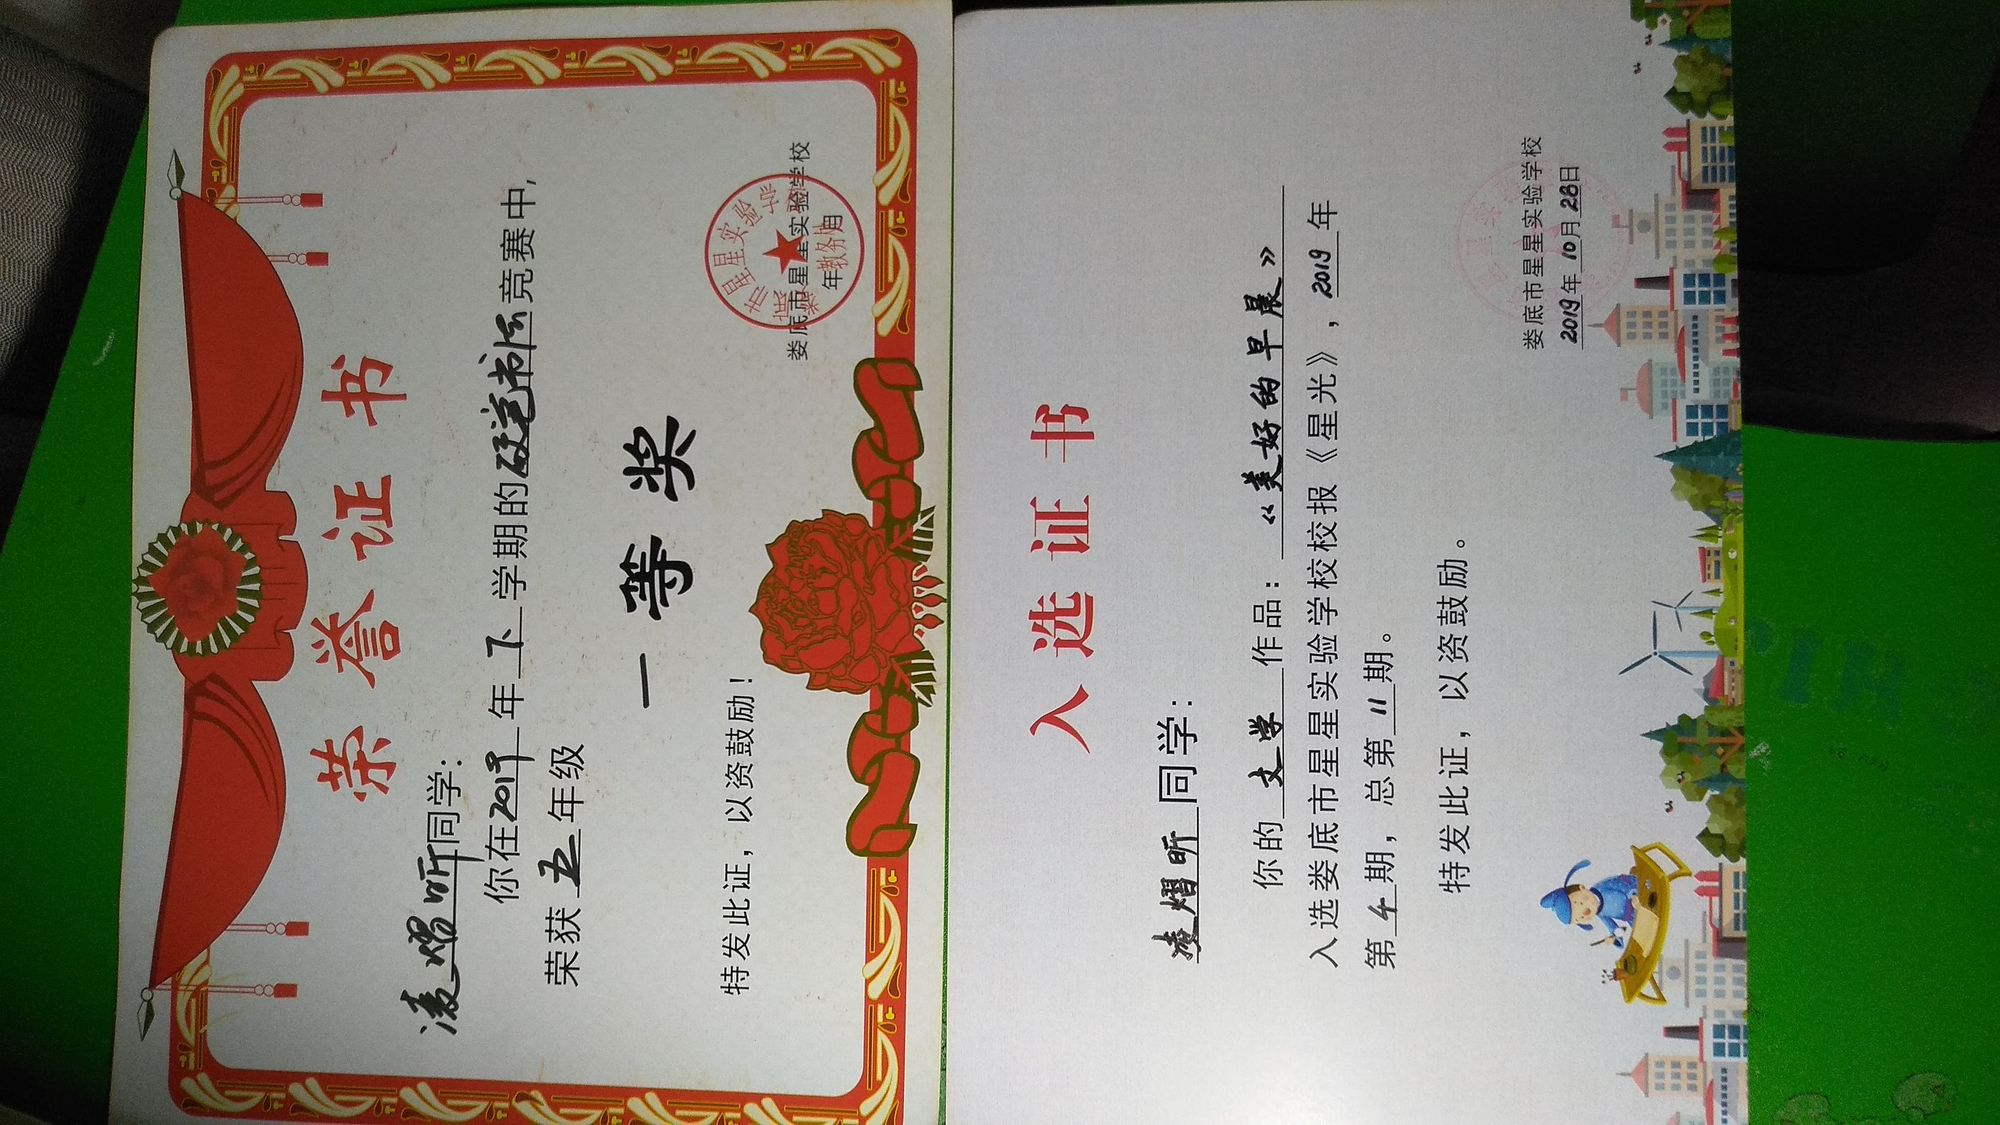 荣誉证书
凌熠昕同学：
你在2019年下学期的硬笔书法竞赛中，
荣获五年级
一等奖
特发此证，以资鼓励！
娄底市星星实验学校
入选证书
凌熠昕同学：
你的文学作品：《美好的早晨》
入选娄底市星星实验学校校报《星光》，2019年
第4期，总第11期。
特发此证，以资鼓励。
娄底市星星实验学校
2019年10月28日